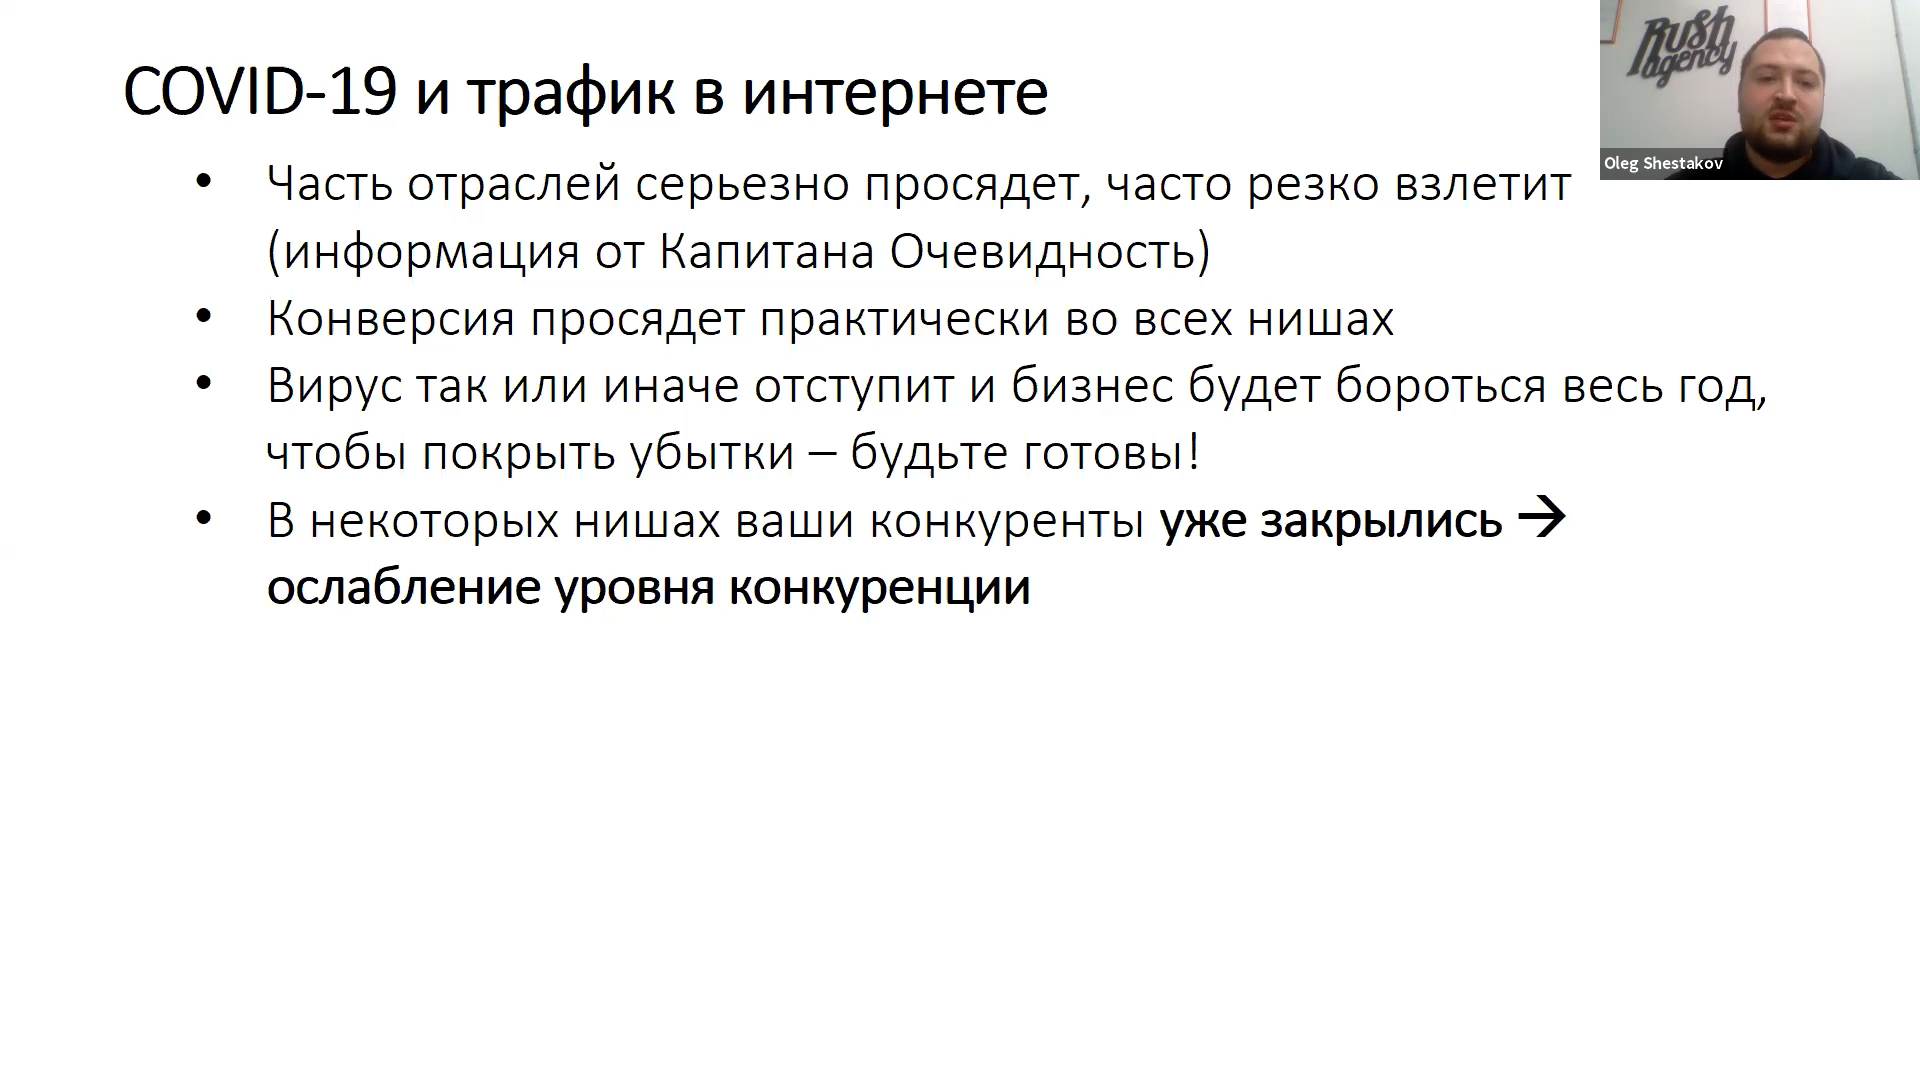 COVID-19 и трафик в интернете
• Часть отраслей серьезно просядет, часто резко взлетит
(информация от Капитана Очевидность)
• Конверсия просядет практически во всех нишах
• Вирус так или иначе отступит и бизнес будет бороться весь год,
чтобы покрыть убытки – будьте готовы!
• В некоторых нишах ваши конкуренты уже закрылись →
ослабление уровня конкуренции
Rush
agency
Oleg Shestakov